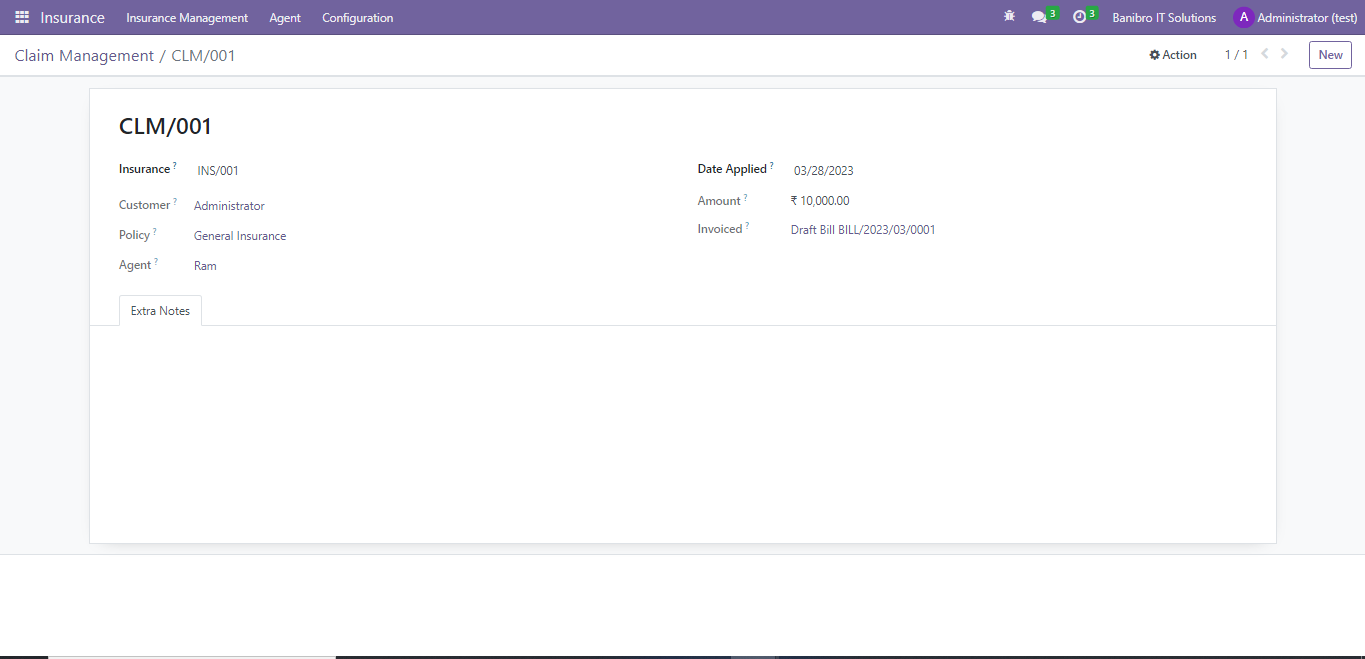 Insurance Insurance Management Agent Configuration 3 3 Banibro IT Solutions A Administrator (test)
Claim Management / CLM/001 Action 1 / 1 New
CLM/001
Insurance ? INS/001 Date Applied ? 03/28/2023
Customer ? Administrator Amount ? ₹ 10,000.00
Policy ? General Insurance Invoiced ? Draft Bill BILL/2023/03/0001
Agent ? Ram
Extra Notes